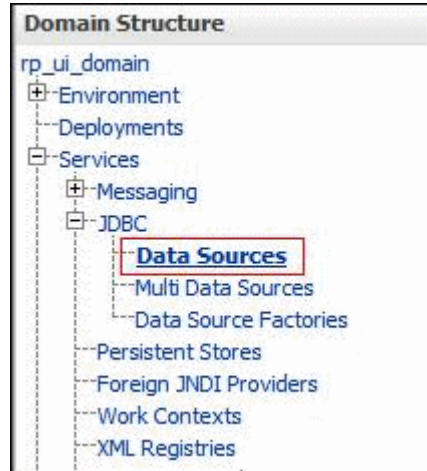 Domain Structure
rp_ui_domain
Environment
Deployments
Services
Messaging
JDBC
Data Sources
Multi Data Sources
Data Source Factories
Persistent Stores
Foreign JNDI Providers
Work Contexts
XML Registries